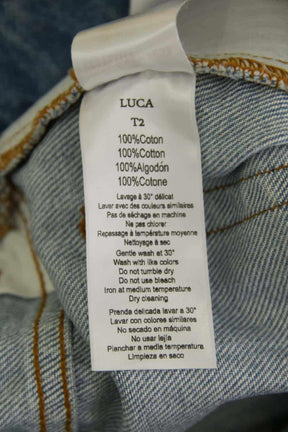 LUCA
T2
100%Coton
100%Cotton
100%Algodón
100%Cotone
Lavage à 30° délicat
Laver avec des couleurs similaires
Pas de séchage en machine
Ne pas chlorer
Repassage à température moyenne
Nettoyage à sec
Gentle wash at 30°
Wash with like colors
Do not tumble dry
Do not use bleach
Iron at medium temperature
Dry cleaning
Prenda delicada lavar a 30°
Lavar con colores similares
No secado en máquina
No usar lejía
Planchar a media temperatura
Limpieza en seco